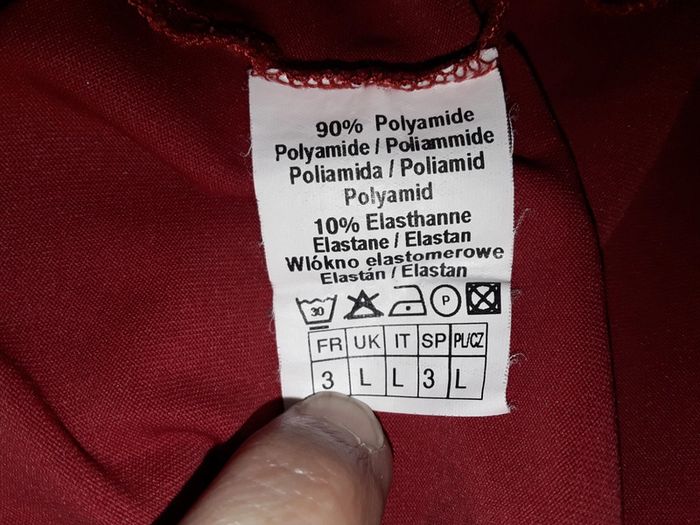 90% Polyamide
Polyamide / Poliammide
Poliamida / Poliamid
Polyamid
10% Elasthanne
Elastane / Elastan
Włókno elastomerowe
Elastán / Elastan
30 P
FR UK IT SP PL/CZ
3 L L 3 L